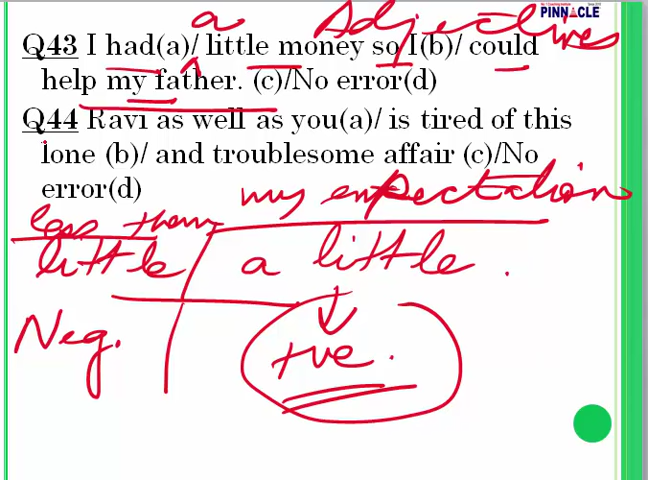 a Adjectives
PINNACLE
Q43 I had(a)/ little money so I(b)/ could
help my father. (c)/No error(d)
Q44 Ravi as well as you(a)/ is tired of this
lone (b)/ and troublesome affair (c)/No
error(d)
my expectation
less than
little / a little .
Neg.
+ve.